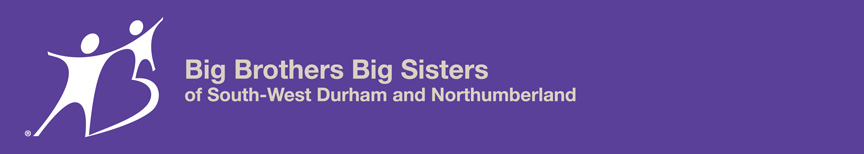 Big Brothers Big Sisters
of South-West Durham and Northumberland
®